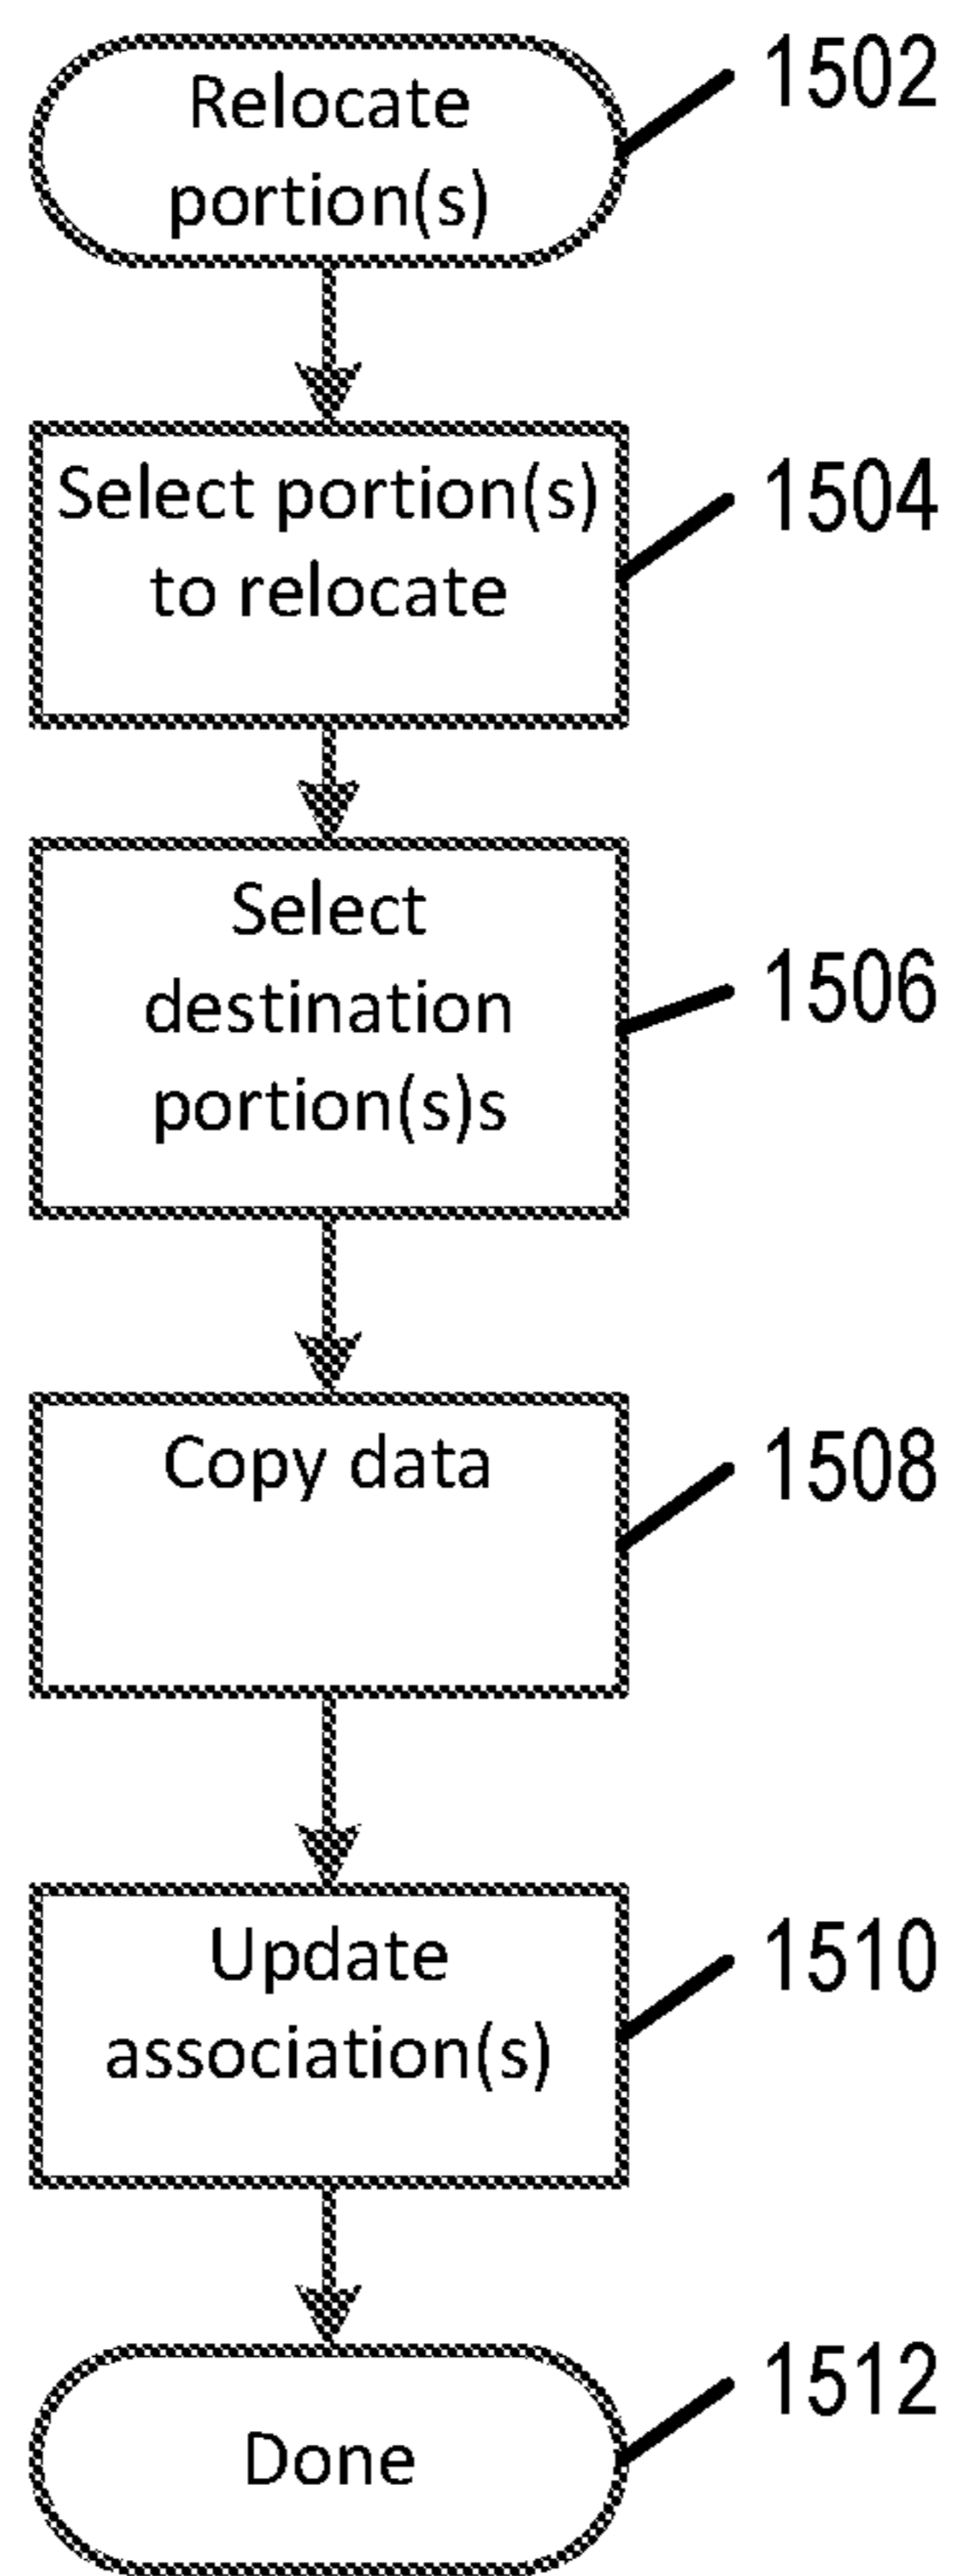 Relocate
portion(s)
1502
Select portion(s)
to relocate
1504
Select
destination
portion(s)s
1506
Copy data
1508
Update
association(s)
1510
Done
1512